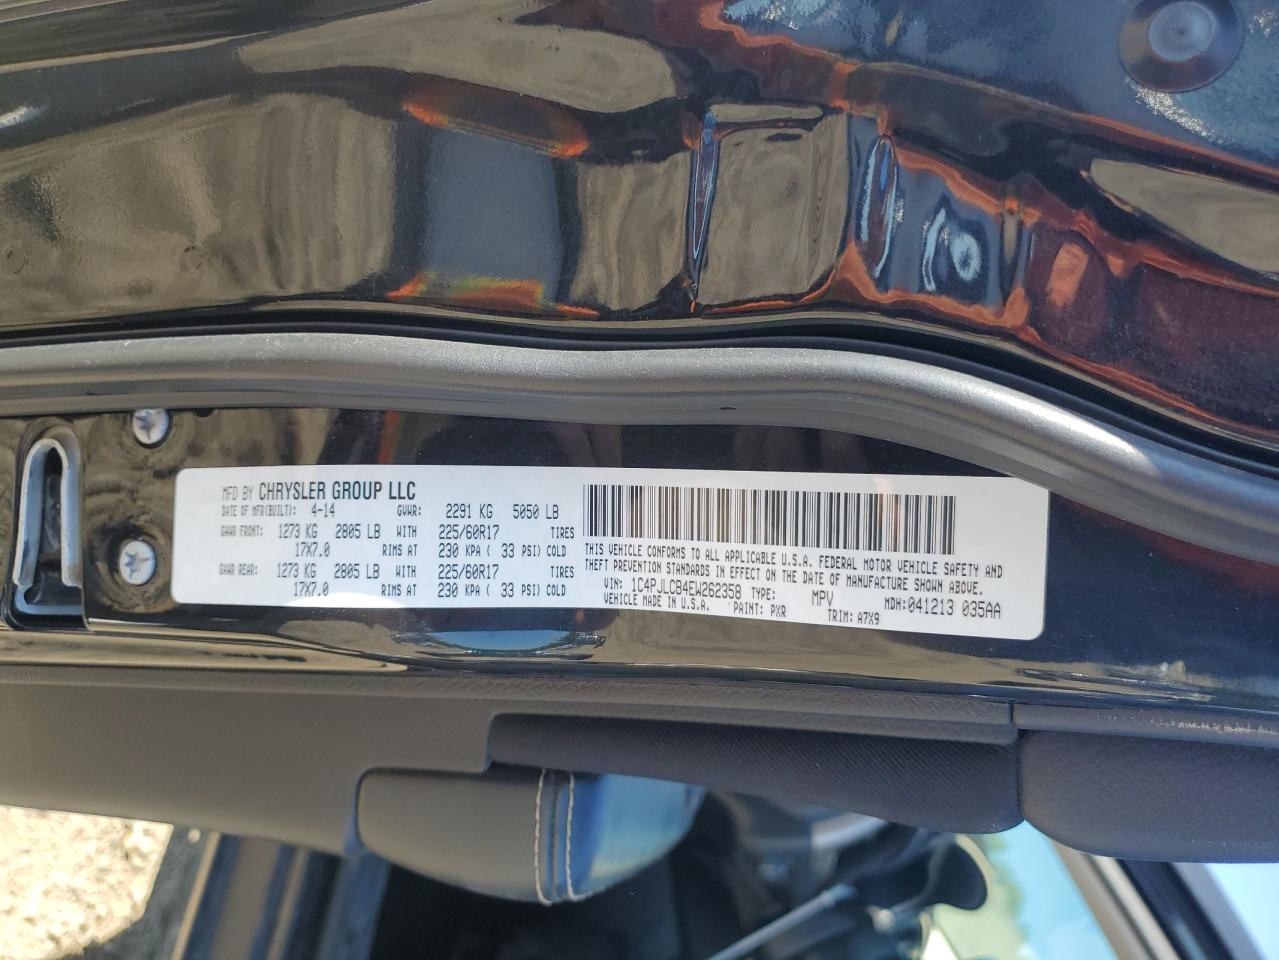 MFD BY CHRYSLER GROUP LLC
DATE OF MFR(BUILT): 4-14 GVWR: 2291 KG 5050 LB
GAWR FRONT: 1273 KG 2805 LB WITH 225/60R17 TIRES
17X7.0 RIMS AT 230 KPA ( 33 PSI) COLD
GAWR REAR: 1273 KG 2805 LB WITH 225/60R17 TIRES
17X7.0 RIMS AT 230 KPA ( 33 PSI) COLD
THIS VEHICLE CONFORMS TO ALL APPLICABLE U.S.A. FEDERAL MOTOR VEHICLE SAFETY AND
THEFT PREVENTION STANDARDS IN EFFECT ON THE DATE OF MANUFACTURE SHOWN ABOVE.
VIN: 1C4PJLCB4EW262358 TYPE: MPV MDH: 041213 035AA
VEHICLE MADE IN U.S.A. PAINT: PXR TRIM: A7X9